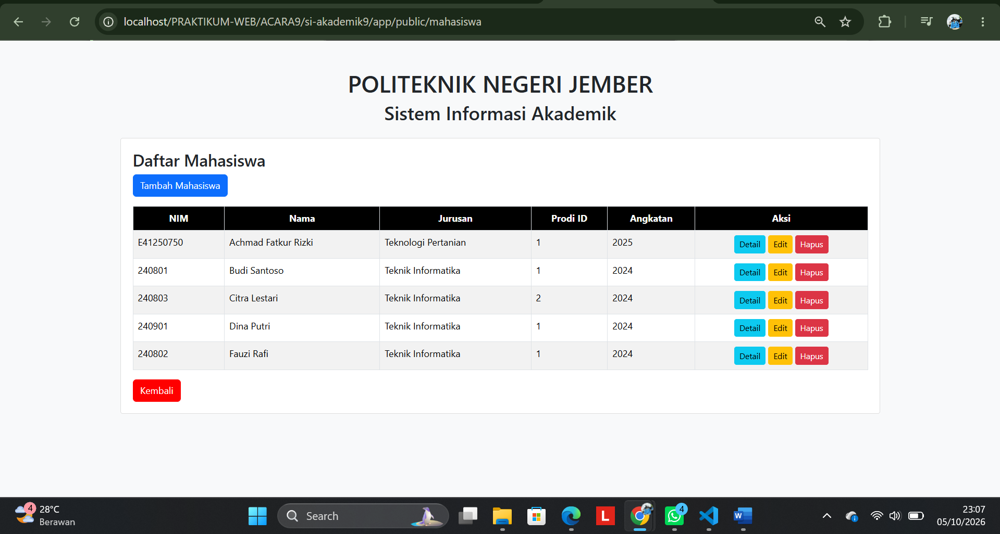 localhost/PRAKTIKUM-WEB/ACARA9/si-akademik9/app/public/mahasiswa
POLITEKNIK NEGERI JEMBER
Sistem Informasi Akademik
Daftar Mahasiswa
Tambah Mahasiswa
NIM Nama Jurusan Prodi ID Angkatan Aksi
E41250750 Achmad Fatkur Rizki Teknologi Pertanian 1 2025 Detail Edit Hapus
240801 Budi Santoso Teknik Informatika 1 2024 Detail Edit Hapus
240803 Citra Lestari Teknik Informatika 2 2024 Detail Edit Hapus
240901 Dina Putri Teknik Informatika 1 2024 Detail Edit Hapus
240802 Fauzi Rafi Teknik Informatika 1 2024 Detail Edit Hapus
Kembali
4 28°C
Berawan
Search
L
4
W
23:07
05/10/2026